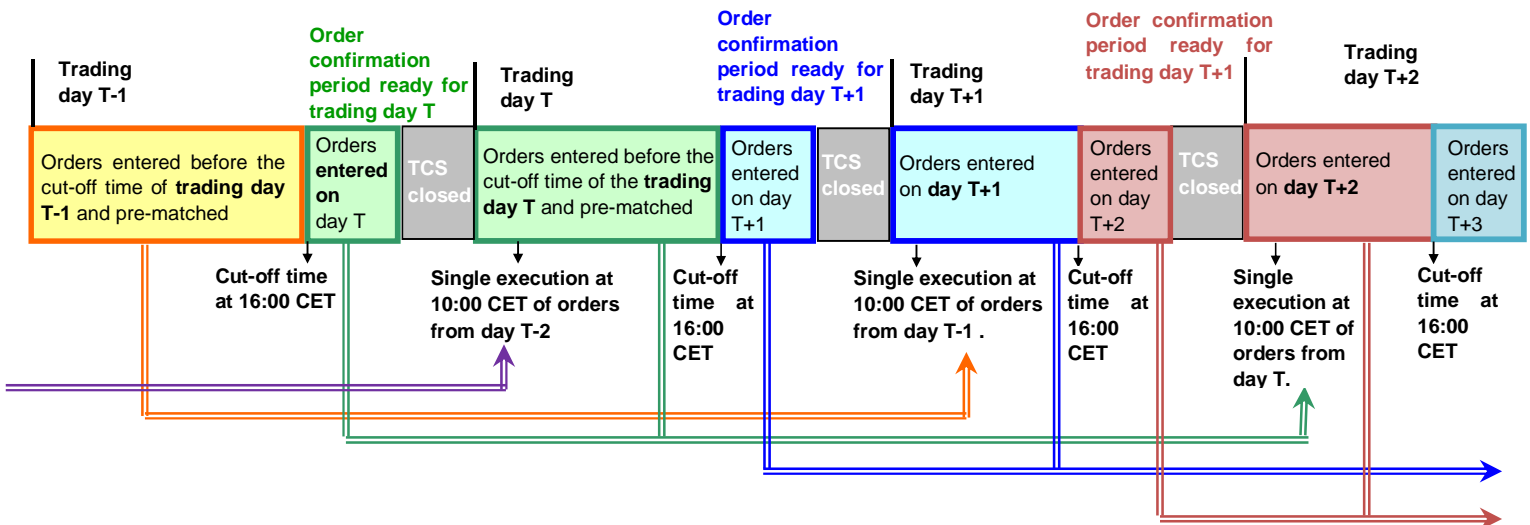 Trading
day T-1
Order
confirmation
period ready for
trading day T
Trading
day T
Order
confirmation
period ready for
trading day T+1
Trading
day T+1
Order confirmation
period ready for
trading day T+1
Trading
day T+2
Orders entered before the
cut-off time of trading day
T-1 and pre-matched
Orders
entered
on
day T
TCS
closed
Orders entered before the
cut-off time of the trading
day T and pre-matched
Orders
entered
on day
T+1
TCS
closed
Orders entered
on day T+1
Orders
entered
on day
T+2
TCS
closed
Orders entered
on day T+2
Orders
entered
on day
T+3
Cut-off time
at 16:00 CET
Single execution at
10:00 CET of orders
from day T-2
Cut-off
time at
16:00
CET
Single execution at
10:00 CET of orders
from day T-1 .
Cut-off
time at
16:00
CET
Single
execution at
10:00 CET of
orders from
day T.
Cut-off
time at
16:00
CET